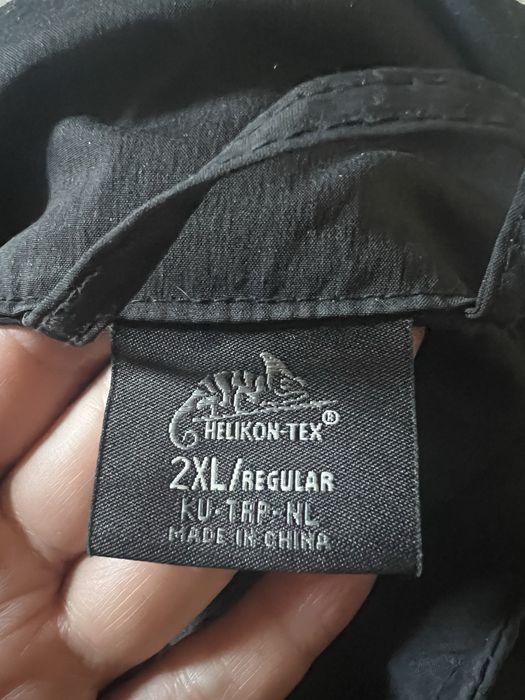 HELIKON-TEX®
2XL/REGULAR
KU·TRP·NL
MADE IN CHINA